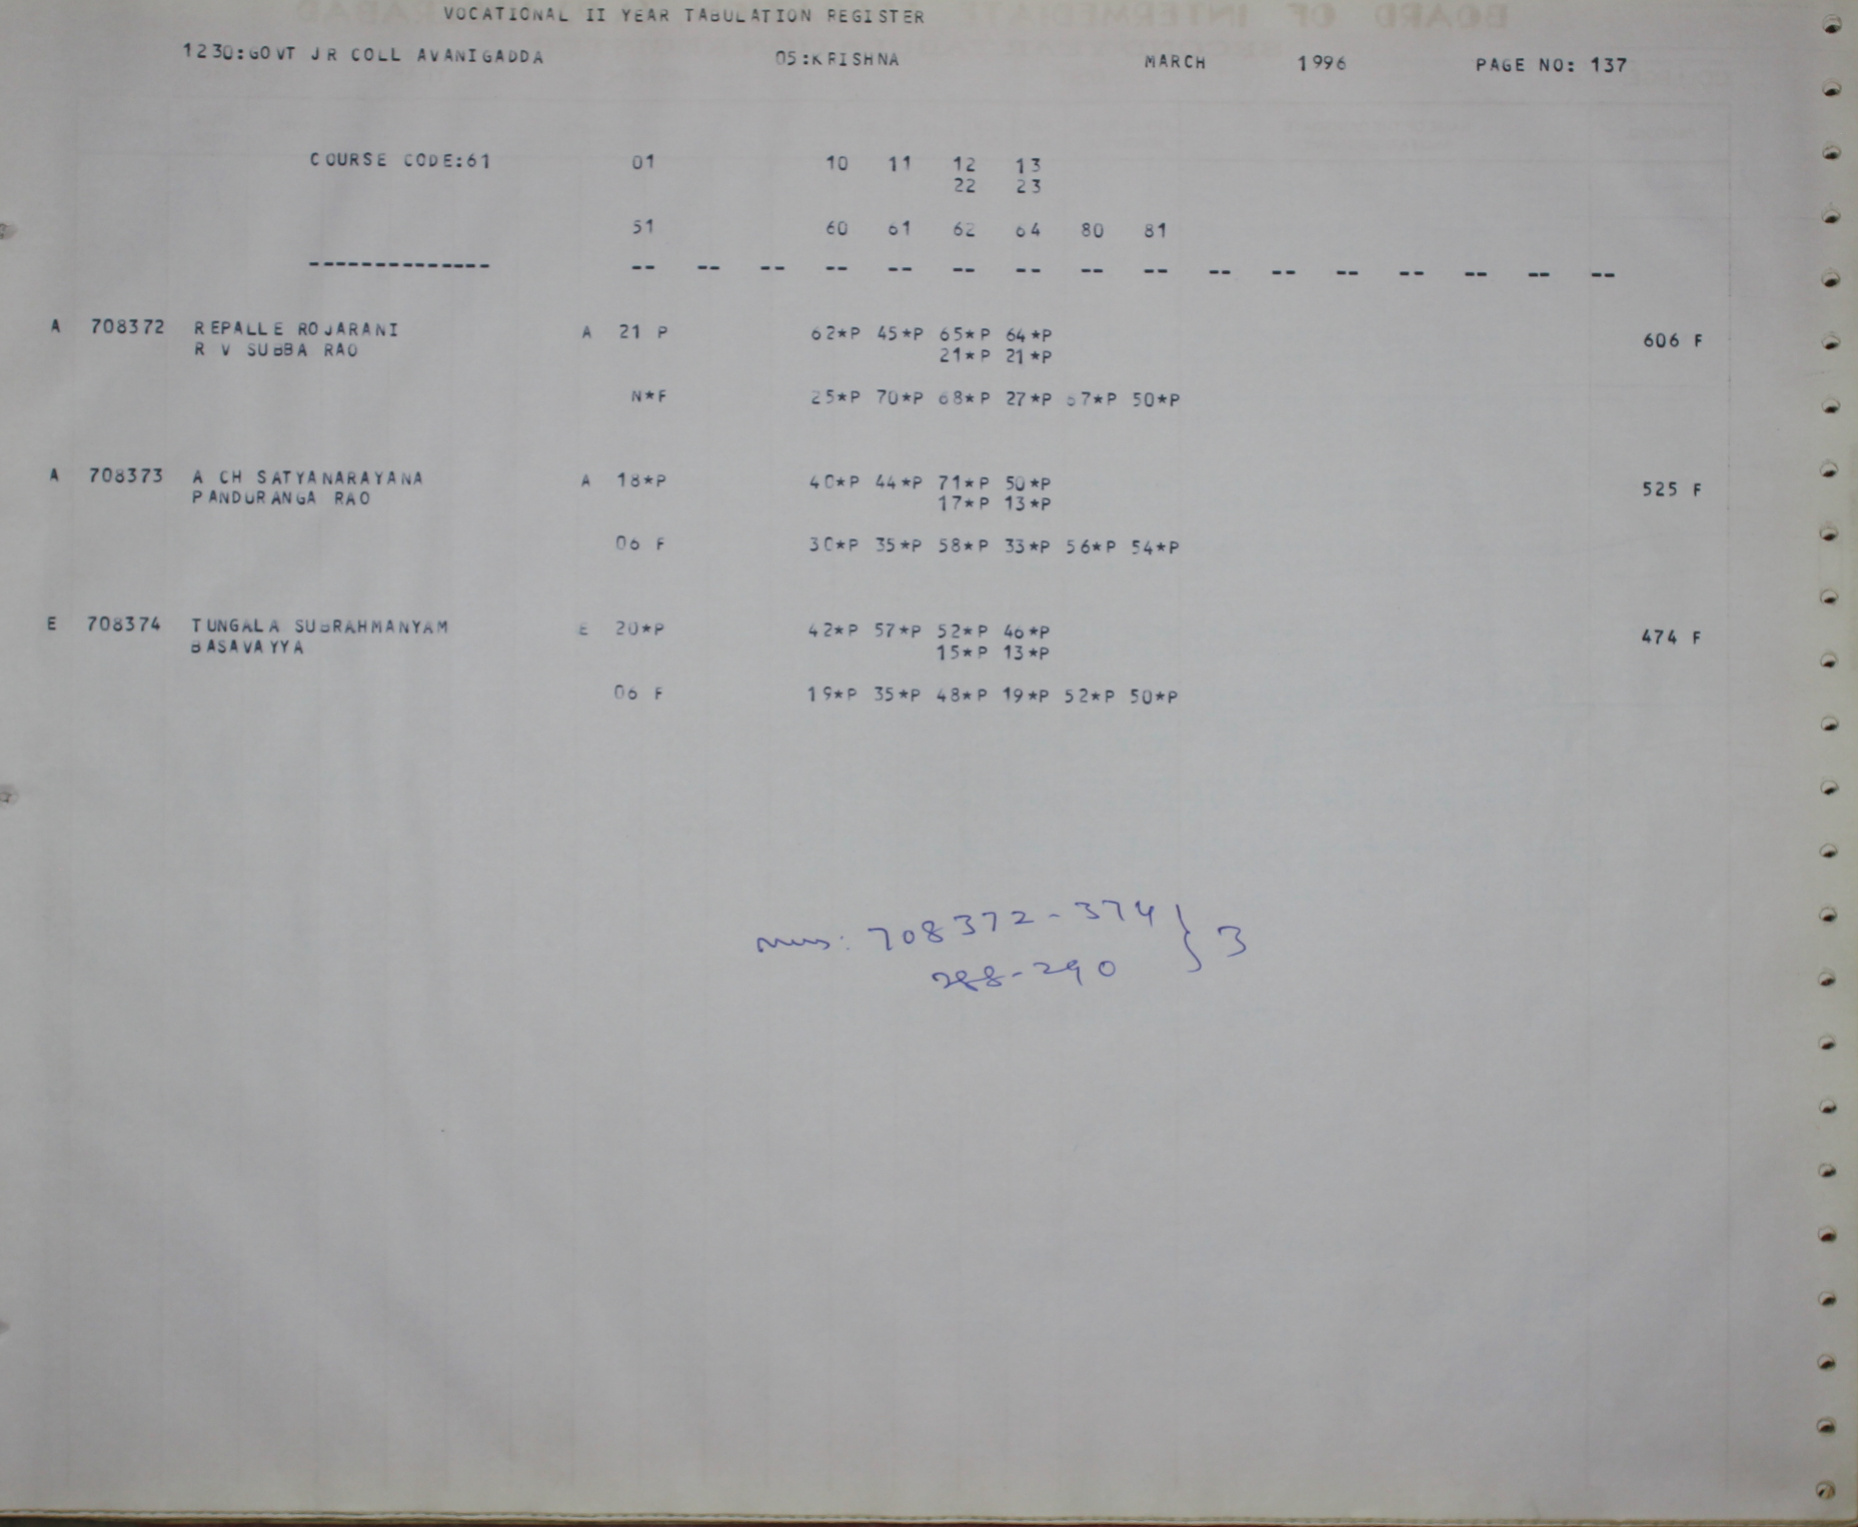 VOCATIONAL II YEAR TABULATION REGISTER
1230:GOVT JR COLL AVANIGADDA 05:KRISHNA MARCH 1996 PAGE NO: 137
COURSE CODE:61 01 10 11 12 13
22 23
51 60 61 62 64 80 81
-------------- -- -- -- -- -- -- -- -- -- -- -- -- -- -- -- --
A 708372 REPALLE ROJARANI A 21 P 62*P 45*P 65*P 64*P 606 F
R V SUBBA RAO 21*P 21*P
N*F 25*P 70*P 68*P 27*P 67*P 50*P
A 708373 A CH SATYANARAYANA A 18*P 40*P 44*P 71*P 50*P 525 F
PANDURANGA RAO 17*P 13*P
06 F 30*P 35*P 58*P 33*P 56*P 54*P
E 708374 TUNGALA SUBRAHMANYAM E 20*P 42*P 57*P 52*P 46*P 474 F
BASAVAYYA 15*P 13*P
06 F 19*P 35*P 48*P 19*P 52*P 50*P
708372-374 } 3
288-290